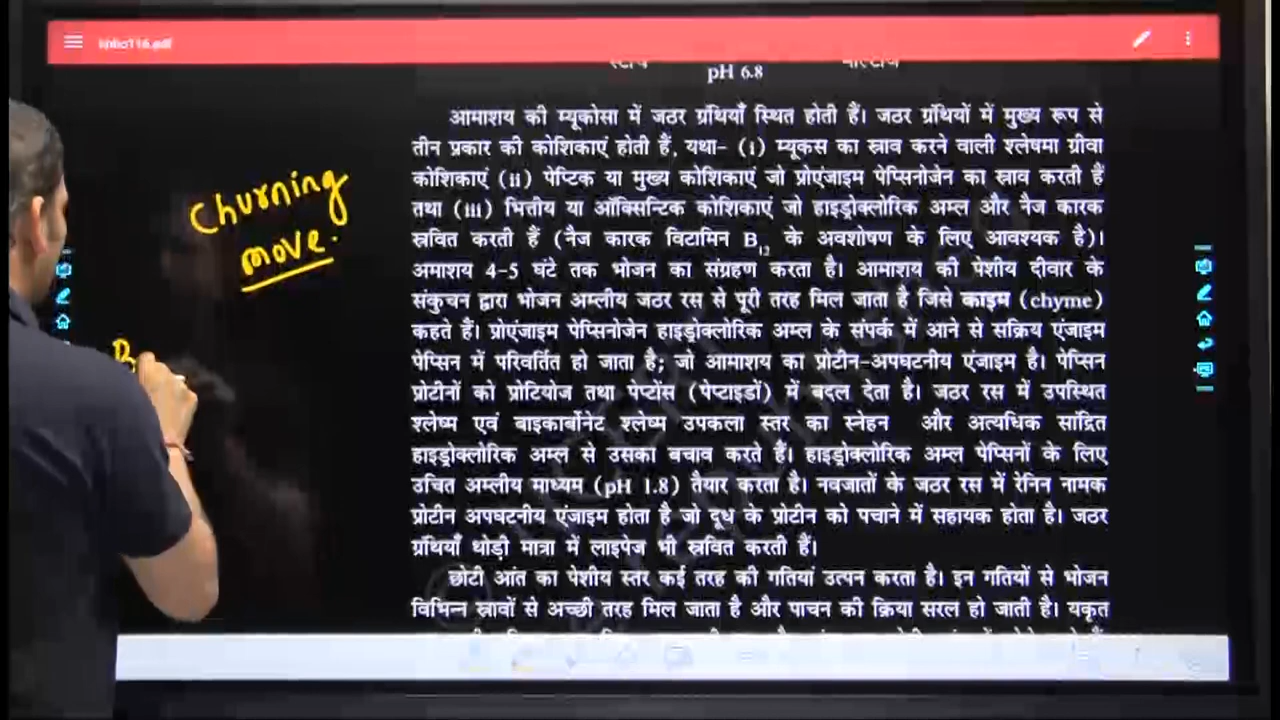 pH 6.8
आमाशय की म्यूकोसा में जठर ग्रंथियाँ स्थित होती हैं। जठर ग्रंथियों में मुख्य रूप से
तीन प्रकार की कोशिकाएं होती हैं, यथा- (i) म्यूकस का स्राव करने वाली श्लेषमा ग्रीवा
कोशिकाएं (ii) पेप्टिक या मुख्य कोशिकाएं जो प्रोएंजाइम पेप्सिनोजेन का स्राव करती हैं
तथा (iii) भित्तीय या ऑक्सिन्टिक कोशिकाएं जो हाइड्रोक्लोरिक अम्ल और नैज कारक
स्रवित करती हैं (नैज कारक विटामिन B12 के अवशोषण के लिए आवश्यक है)।
अमाशय 4-5 घंटे तक भोजन का संग्रहण करता है। आमाशय की पेशीय दीवार के
संकुचन द्वारा भोजन अम्लीय जठर रस से पूरी तरह मिल जाता है जिसे काइम (chyme)
कहते हैं। प्रोएंजाइम पेप्सिनोजेन हाइड्रोक्लोरिक अम्ल के संपर्क में आने से सक्रिय एंजाइम
पेप्सिन में परिवर्तित हो जाता है; जो आमाशय का प्रोटीन-अपघटनीय एंजाइम है। पेप्सिन
प्रोटीनों को प्रोटियोज तथा पेप्टोंस (पेप्टाइडों) में बदल देता है। जठर रस में उपस्थित
श्लेष्म एवं बाइकार्बोनेट श्लेष्म उपकला स्तर का स्नेहन और अत्यधिक सांद्रित
हाइड्रोक्लोरिक अम्ल से उसका बचाव करते हैं। हाइड्रोक्लोरिक अम्ल पेप्सिनों के लिए
उचित अम्लीय माध्यम (pH 1.8) तैयार करता है। नवजातों के जठर रस में रेनिन नामक
प्रोटीन अपघटनीय एंजाइम होता है जो दूध के प्रोटीन को पचाने में सहायक होता है। जठर
ग्रंथियाँ थोड़ी मात्रा में लाइपेज भी स्रवित करती हैं।
छोटी आंत का पेशीय स्तर कई तरह की गतियां उत्पन करता है। इन गतियों से भोजन
विभिन्न स्रावों से अच्छी तरह मिल जाता है और पाचन की क्रिया सरल हो जाती है। यकृत
Churning
move.
B